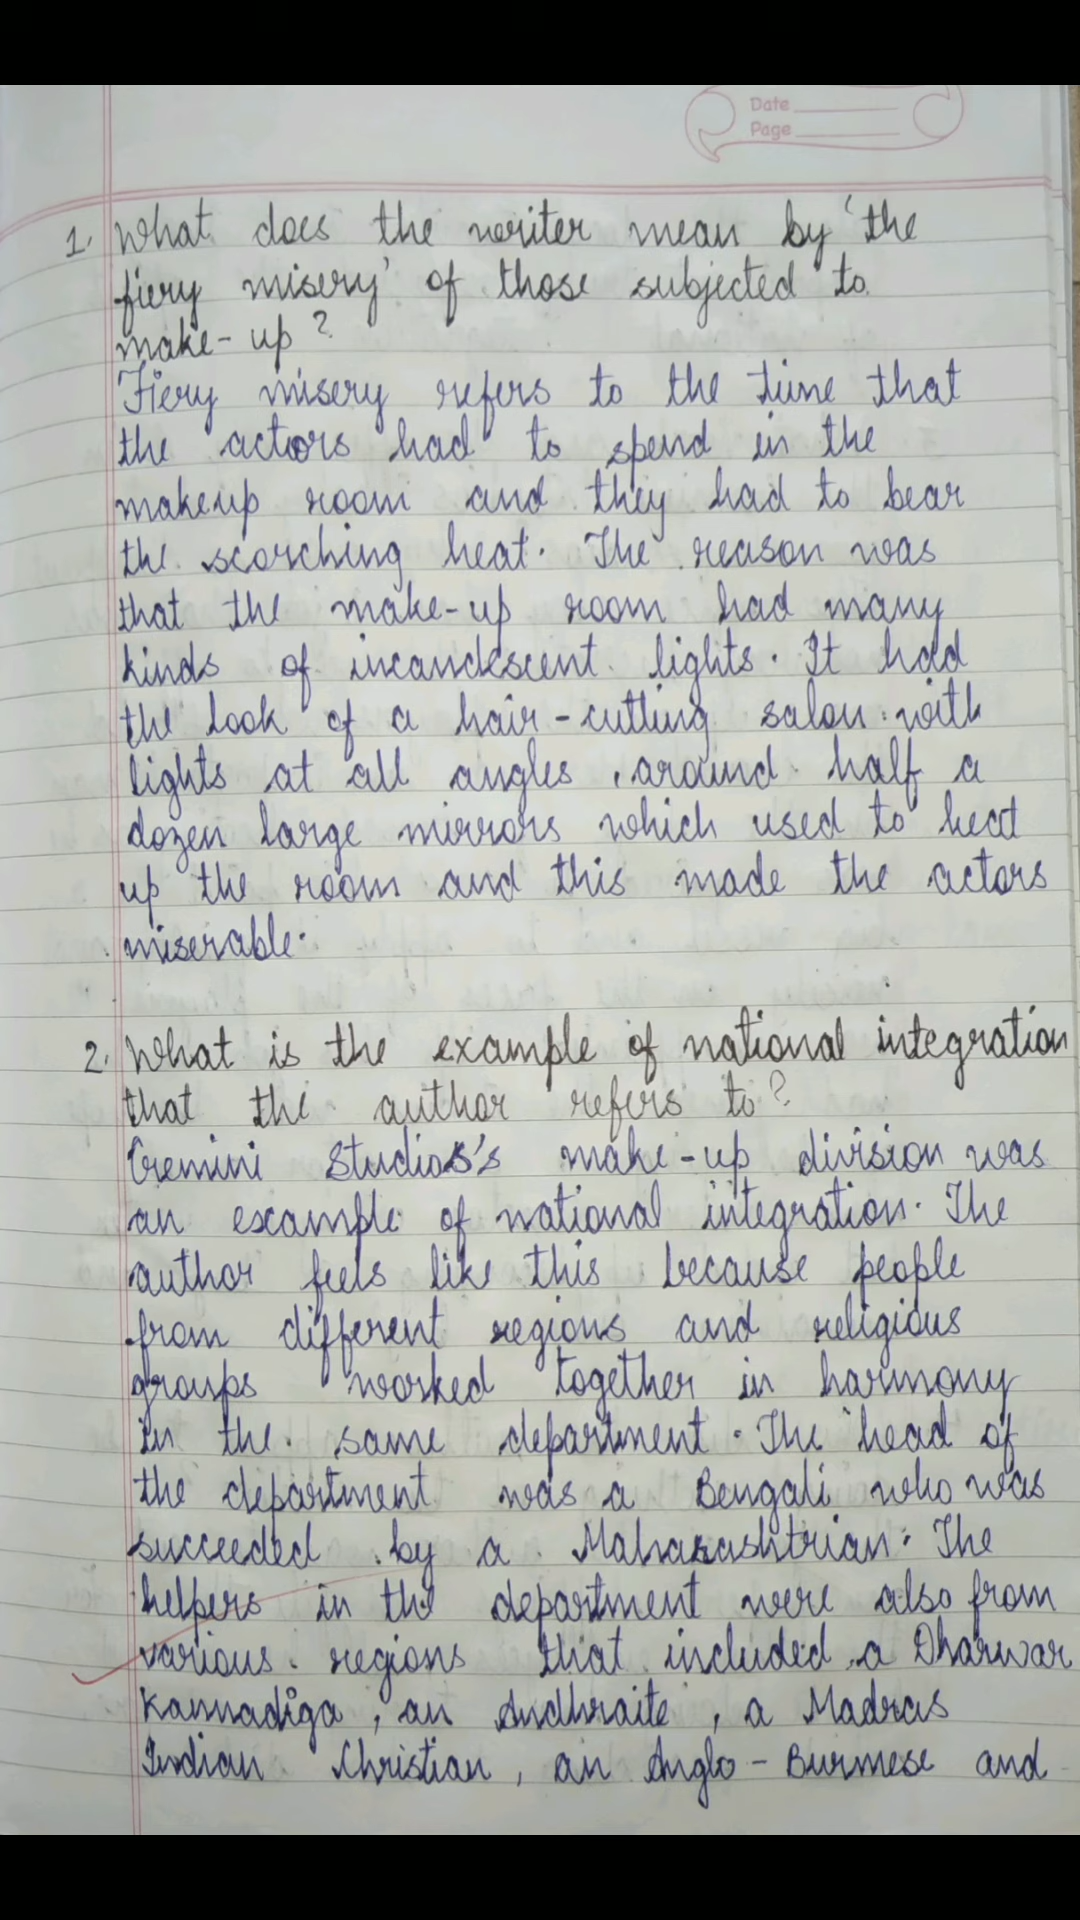 Date
Page
1. What does the writer mean by 'the
fiery misery' of those subjected to
make-up?
Fiery misery refers to the time that
the actors had to spend in the
makeup room and they had to bear
the scorching heat. The reason was
that the make-up room had many
kinds of incandescent lights. It had
the look of a hair-cutting salon with
lights at all angles, around half a
dozen large mirrors which used to heat
up the room and this made the actors
miserable.
2. What is the example of national integration
that the author refers to?
Gemini Studios's make-up division was
an example of national integration. The
author feels like this because people
from different regions and religious
groups worked together in harmony
in the same department. The head of
the department was a Bengali who was
succeeded by a Maharashtrian. The
helpers in the department were also from
various regions that included a Dharwar
Kannadiga, an Andhraite, a Madras
Indian Christian, an Anglo-Burmese and